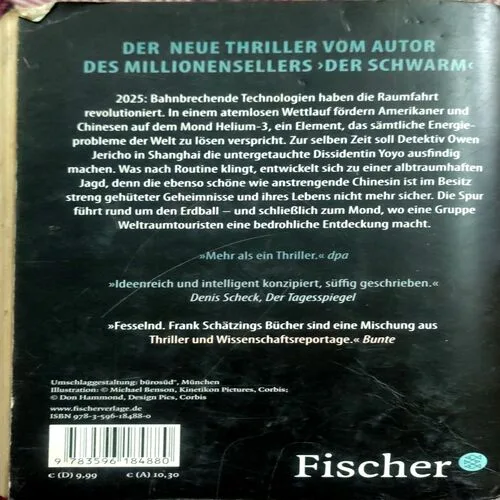 DER NEUE THRILLER VOM AUTOR
DES MILLIONENSELLERS ›DER SCHWARM‹
2025: Bahnbrechende Technologien haben die Raumfahrt
revolutioniert. In einem atemlosen Wettlauf fördern Amerikaner und
Chinesen auf dem Mond Helium-3, ein Element, das sämtliche Energie-
probleme der Welt zu lösen verspricht. Zur selben Zeit soll Detektiv Owen
Jericho in Shanghai die untergetauchte Dissidentin Yoyo ausfindig
machen. Was nach Routine klingt, entwickelt sich zu einer albtraumhaften
Jagd, denn die ebenso schöne wie anstrengende Chinesin ist im Besitz
streng gehüteter Geheimnisse und ihres Lebens nicht mehr sicher. Die Spur
führt rund um den Erdball – und schließlich zum Mond, wo eine Gruppe
Weltraumtouristen eine bedrohliche Entdeckung macht.
»Mehr als ein Thriller.« dpa
»Ideenreich und intelligent konzipiert, süffig geschrieben.«
Denis Scheck, Der Tagesspiegel
»Fesselnd. Frank Schätzings Bücher sind eine Mischung aus
Thriller und Wissenschaftsreportage.« Bunte
Umschlaggestaltung: bürosüd°, München
Illustration: © Michael Benson, Kinetikon Pictures, Corbis;
© Don Hammond, Design Pics, Corbis
www.fischerverlage.de
ISBN 978-3-596-18488-0
9 783596 184880
€ (D) 9,99 € (A) 10,30
Fischer